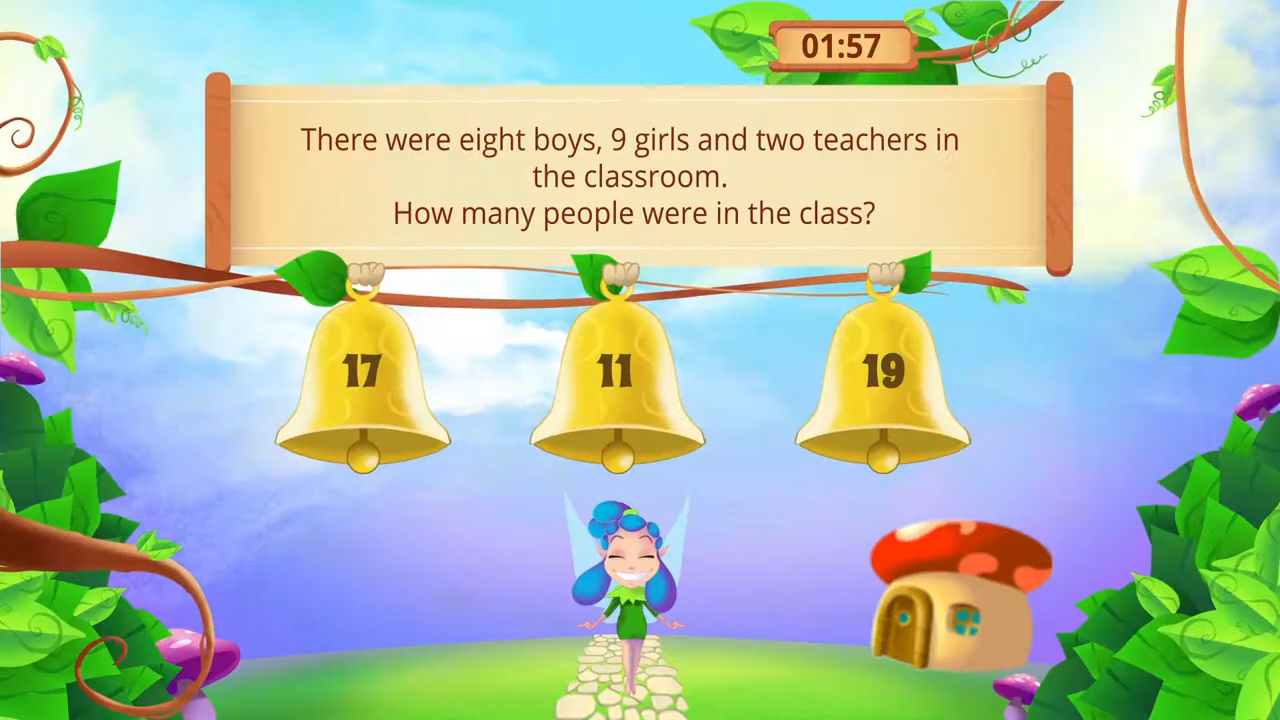 01:57
There were eight boys, 9 girls and two teachers in
the classroom.
How many people were in the class?
17
11
19